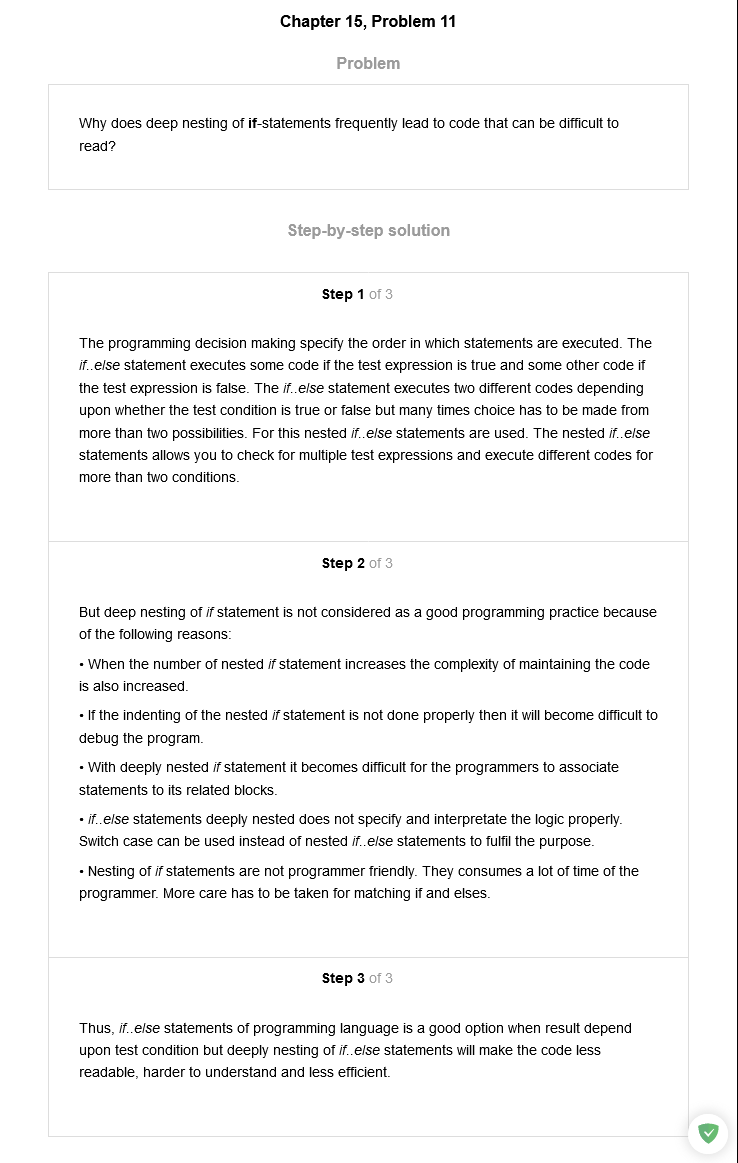 Chapter 15, Problem 11
Problem
Why does deep nesting of if-statements frequently lead to code that can be difficult to
read?
Step-by-step solution
Step 1 of 3
The programming decision making specify the order in which statements are executed. The
if..else statement executes some code if the test expression is true and some other code if
the test expression is false. The if..else statement executes two different codes depending
upon whether the test condition is true or false but many times choice has to be made from
more than two possibilities. For this nested if..else statements are used. The nested if..else
statements allows you to check for multiple test expressions and execute different codes for
more than two conditions.
Step 2 of 3
But deep nesting of if statement is not considered as a good programming practice because
of the following reasons:
• When the number of nested if statement increases the complexity of maintaining the code
is also increased.
• If the indenting of the nested if statement is not done properly then it will become difficult to
debug the program.
• With deeply nested if statement it becomes difficult for the programmers to associate
statements to its related blocks.
• if..else statements deeply nested does not specify and interpretate the logic properly.
Switch case can be used instead of nested if..else statements to fulfil the purpose.
• Nesting of if statements are not programmer friendly. They consumes a lot of time of the
programmer. More care has to be taken for matching if and elses.
Step 3 of 3
Thus, if..else statements of programming language is a good option when result depend
upon test condition but deeply nesting of if..else statements will make the code less
readable, harder to understand and less efficient.